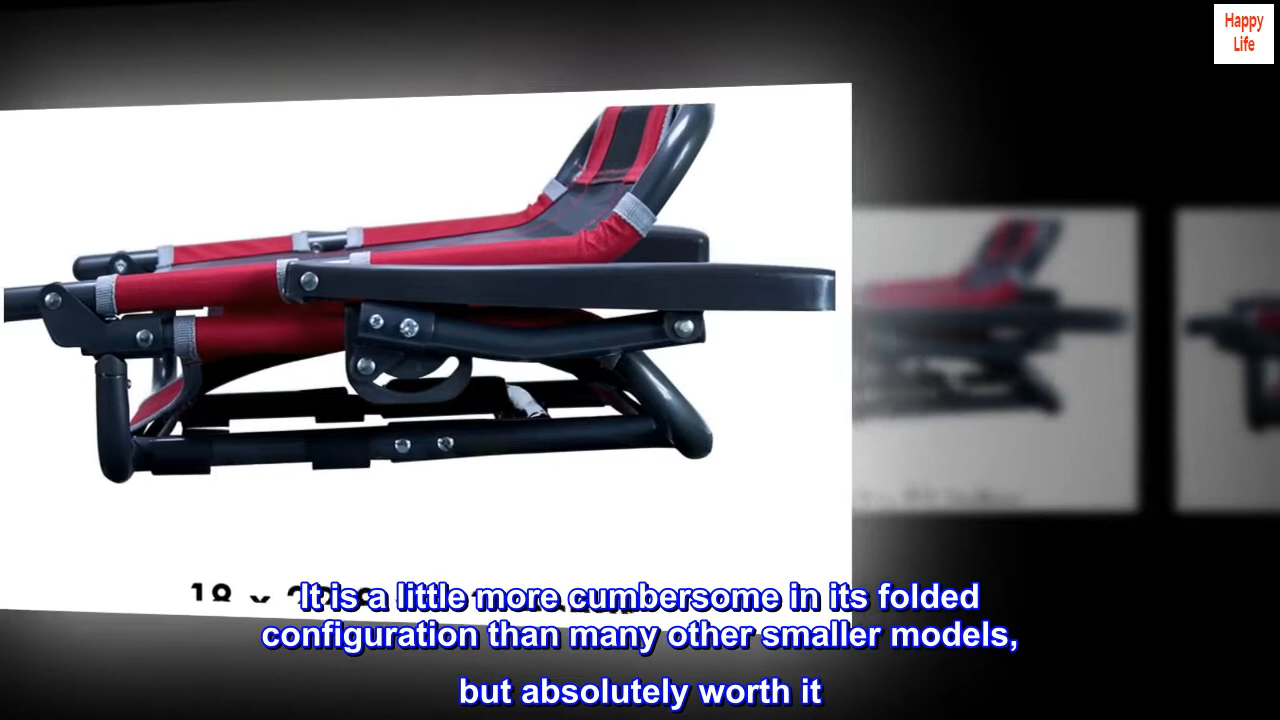 Happy
Life
It is a little more cumbersome in its folded
configuration than many other smaller models,
but absolutely worth it